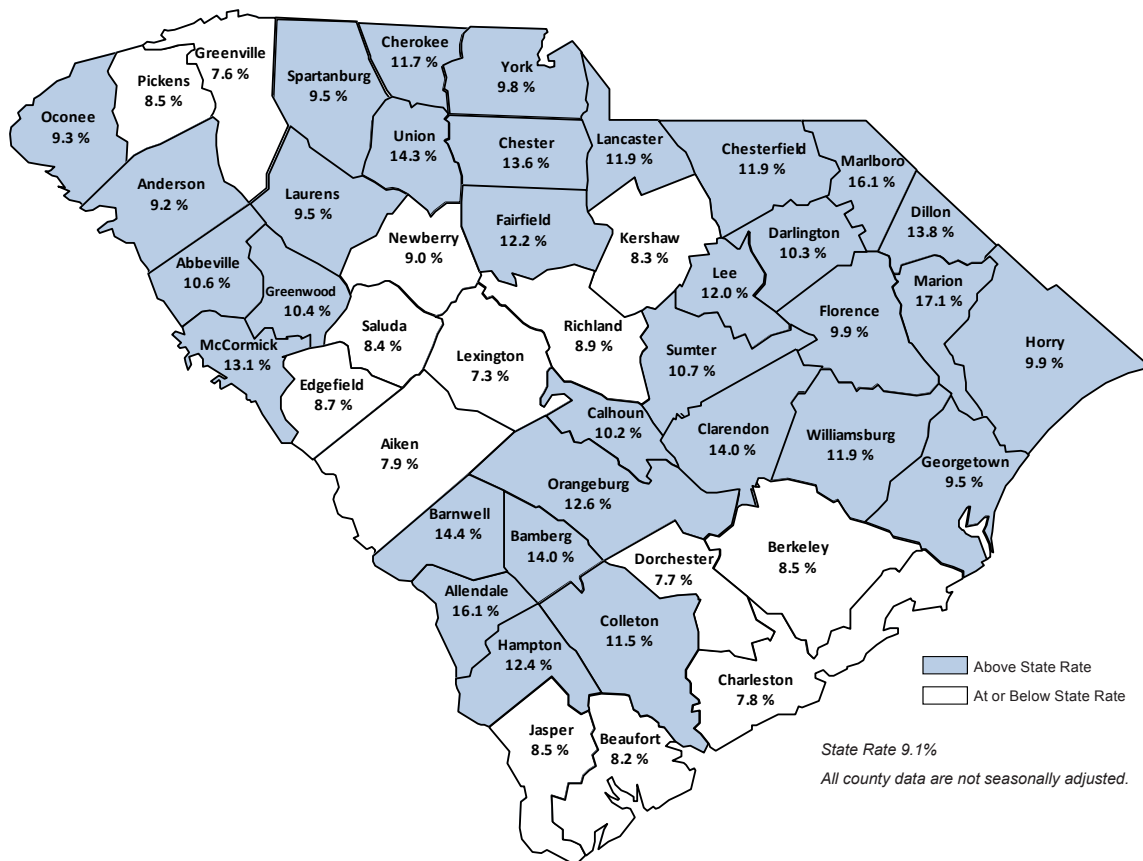 Cherokee
11.7 %
Greenville
7.6 %
York
9.8 %
Spartanburg
9.5 %
Pickens
8.5 %
Oconee
9.3 %
Union
14.3 %
Chester
13.6 %
Lancaster
11.9 %
Chesterfield
11.9 %
Marlboro
16.1 %
Anderson
9.2 %
Laurens
9.5 %
Dillon
13.8 %
Fairfield
12.2 %
Newberry
9.0 %
Kershaw
8.3 %
Darlington
10.3 %
Abbeville
10.6 %
Lee
12.0 %
Marion
17.1 %
Greenwood
10.4 %
Florence
9.9 %
Saluda
8.4 %
Richland
8.9 %
Horry
9.9 %
McCormick
13.1 %
Lexington
7.3 %
Sumter
10.7 %
Edgefield
8.7 %
Calhoun
10.2 %
Clarendon
14.0 %
Williamsburg
11.9 %
Aiken
7.9 %
Georgetown
9.5 %
Orangeburg
12.6 %
Barnwell
14.4 %
Bamberg
14.0 %
Berkeley
8.5 %
Dorchester
7.7 %
Allendale
16.1 %
Colleton
11.5 %
Hampton
12.4 %
Charleston
7.8 %
Jasper
8.5 %
Beaufort
8.2 %
Above State Rate
At or Below State Rate
State Rate 9.1%
All county data are not seasonally adjusted.